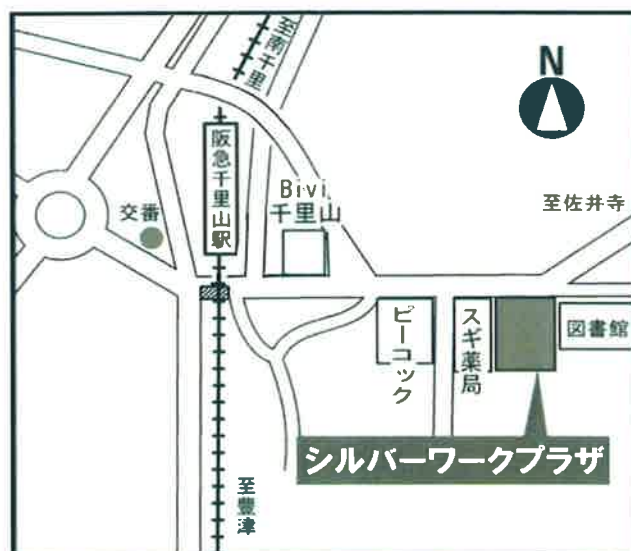 至南千里
N
阪急千里山駅
Bivi
千里山
交番
至佐井寺
ピーコック
スギ薬局
図書館
シルバーワークプラザ
至豊津